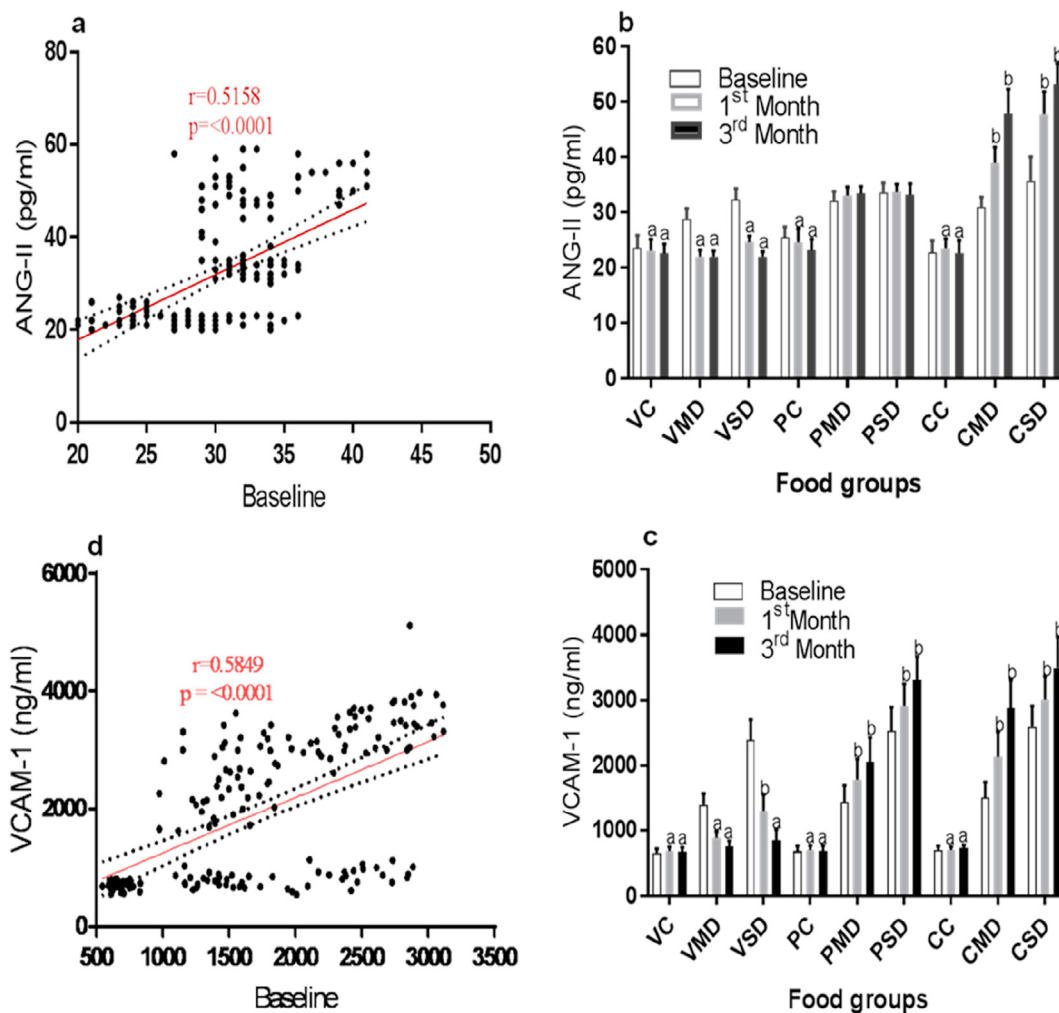 a
80
60
40
20
0
ANG-II (pg/ml)
r=0.5158
p=<0.0001
20 25 30 35 40 45 50
Baseline
b
60
50
40
30
20
10
0
ANG-II (pg/ml)
Baseline
1st Month
3rd Month
a a a a a a a a a a b b b b
VC VMD VSD PC PMD PSD CC CMD CSD
Food groups
d
6000
4000
2000
0
VCAM-1 (ng/ml)
r=0.5849
p =<0.0001
500 1000 1500 2000 2500 3000 3500
Baseline
c
5000
4000
3000
2000
1000
0
VCAM-1 (ng/ml)
Baseline
1st Month
3rd Month
a a a a b a a a b b b b a a b b b b
VC VMD VSD PC PMD PSD CC CMD CSD
Food groups